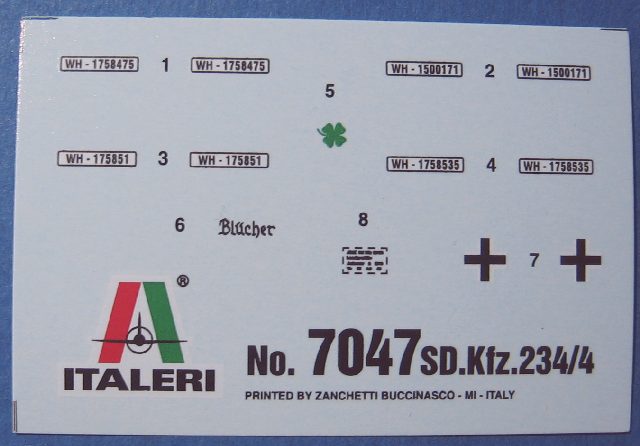 WH - 1758475 1 WH - 1758475
WH - 1500171 2 WH - 1500171
5
WH - 175851 3 WH - 175851
WH - 1758535 4 WH - 1758535
6 Blücher
8
7
®
ITALERI
No. 7047 SD.Kfz.234/4
PRINTED BY ZANCHETTI BUCCINASCO - MI - ITALY